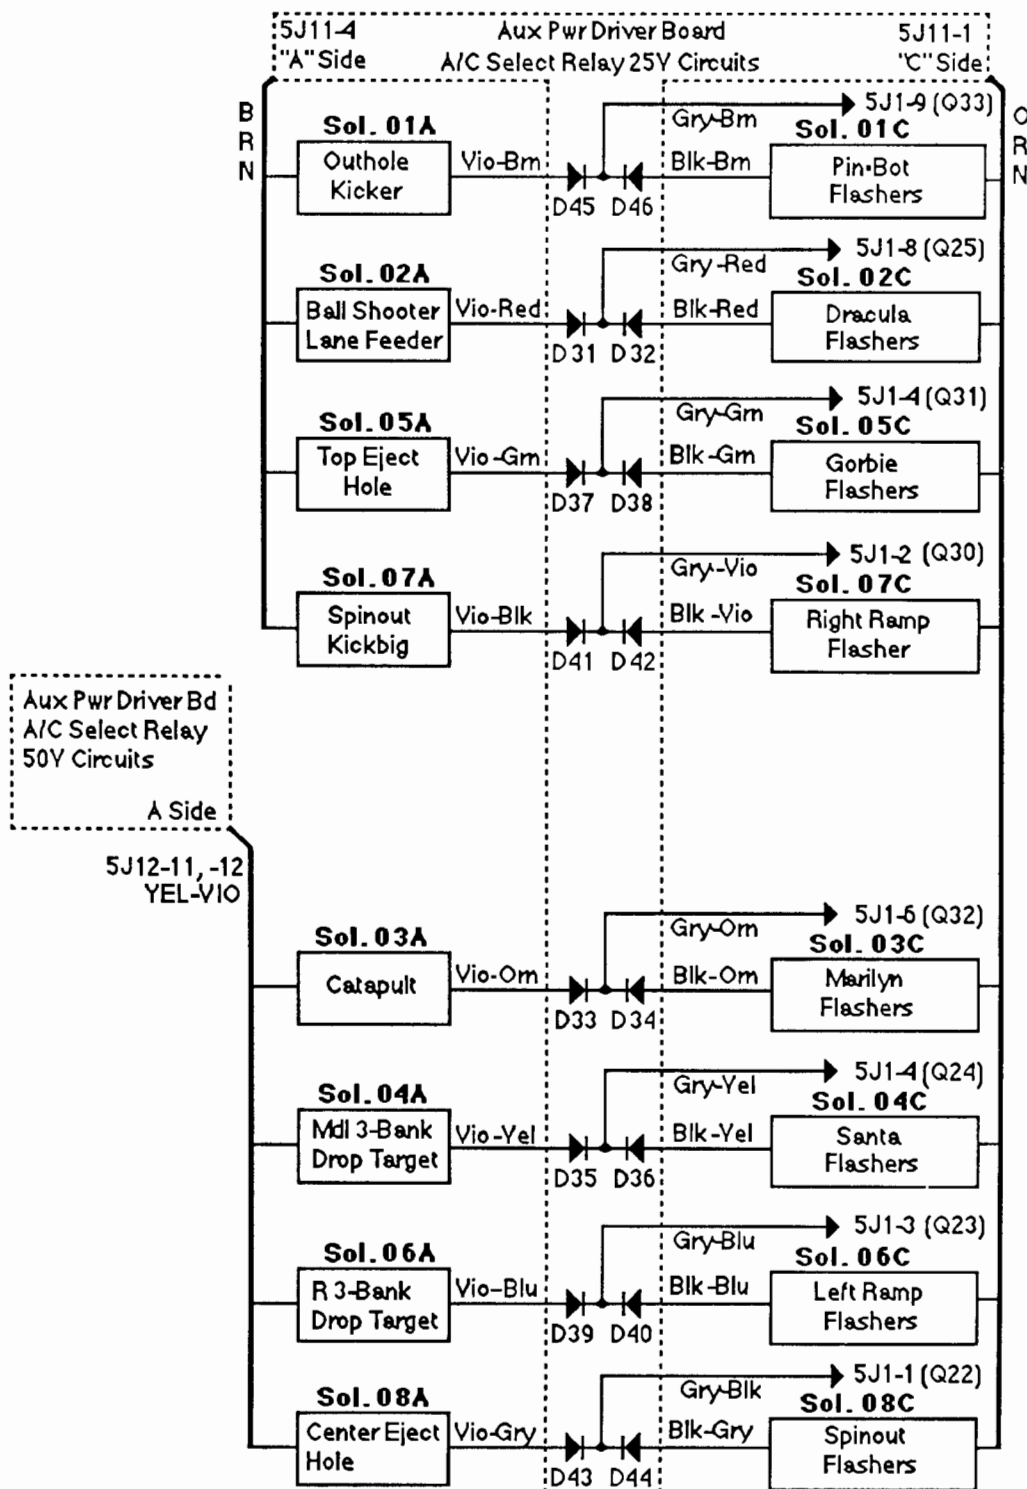 5J11-4 Aux Pwr Driver Board 5J11-1
"A" Side A/C Select Relay 25V Circuits "C" Side
BRN
ORN
Gry-Brn 5J1-9 (Q33)
Sol. 01A Sol. 01C
Outhole Kicker Vio-Brn D45 D46 Blk-Brn Pin•Bot Flashers
Gry-Red 5J1-8 (Q25)
Sol. 02A Sol. 02C
Ball Shooter Lane Feeder Vio-Red D31 D32 Blk-Red Dracula Flashers
Gry-Grn 5J1-4 (Q31)
Sol. 05A Sol. 05C
Top Eject Hole Vio-Grn D37 D38 Blk-Grn Gorbie Flashers
Gry-Vio 5J1-2 (Q30)
Sol. 07A Sol. 07C
Spinout Kickbig Vio-Blk D41 D42 Blk-Vio Right Ramp Flasher
Aux Pwr Driver Bd
A/C Select Relay
50V Circuits
A Side
5J12-11, -12
YEL-VIO
Gry-Orn 5J1-6 (Q32)
Sol. 03A Sol. 03C
Catapult Vio-Orn D33 D34 Blk-Orn Marilyn Flashers
Gry-Yel 5J1-4 (Q24)
Sol. 04A Sol. 04C
Mdl 3-Bank Drop Target Vio-Yel D35 D36 Blk-Yel Santa Flashers
Gry-Blu 5J1-3 (Q23)
Sol. 06A Sol. 06C
R 3-Bank Drop Target Vio-Blu D39 D40 Blk-Blu Left Ramp Flashers
Gry-Blk 5J1-1 (Q22)
Sol. 08A Sol. 08C
Center Eject Hole Vio-Gry D43 D44 Blk-Gry Spinout Flashers